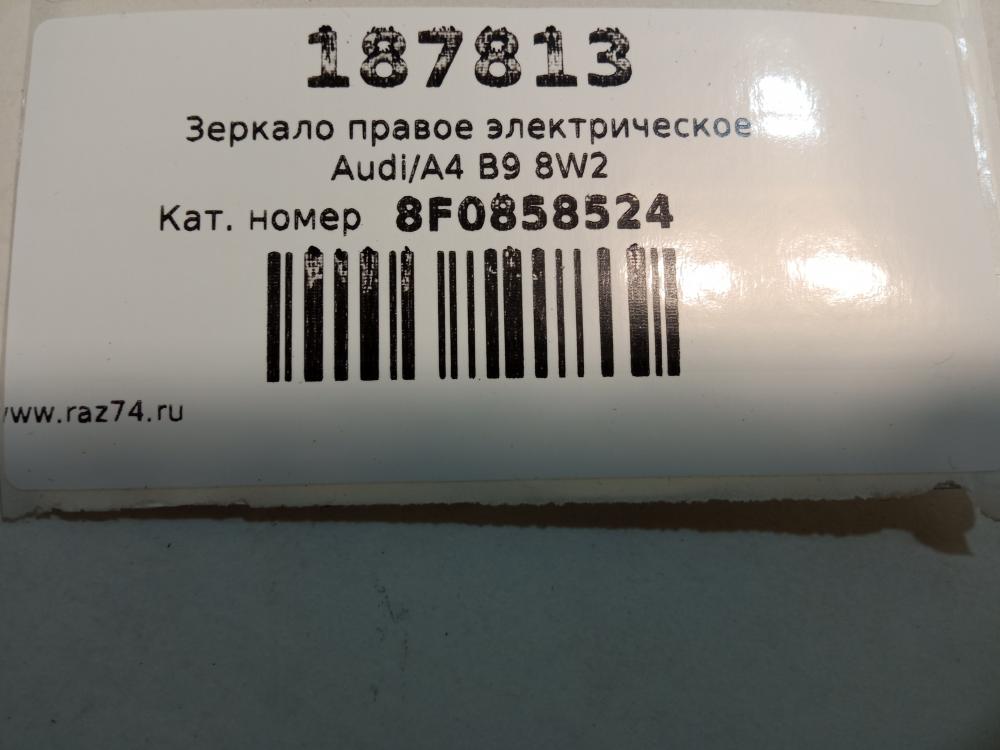 187813
Зеркало правое электрическое
Audi/A4 B9 8W2
Кат. номер 8F0858524
www.raz74.ru